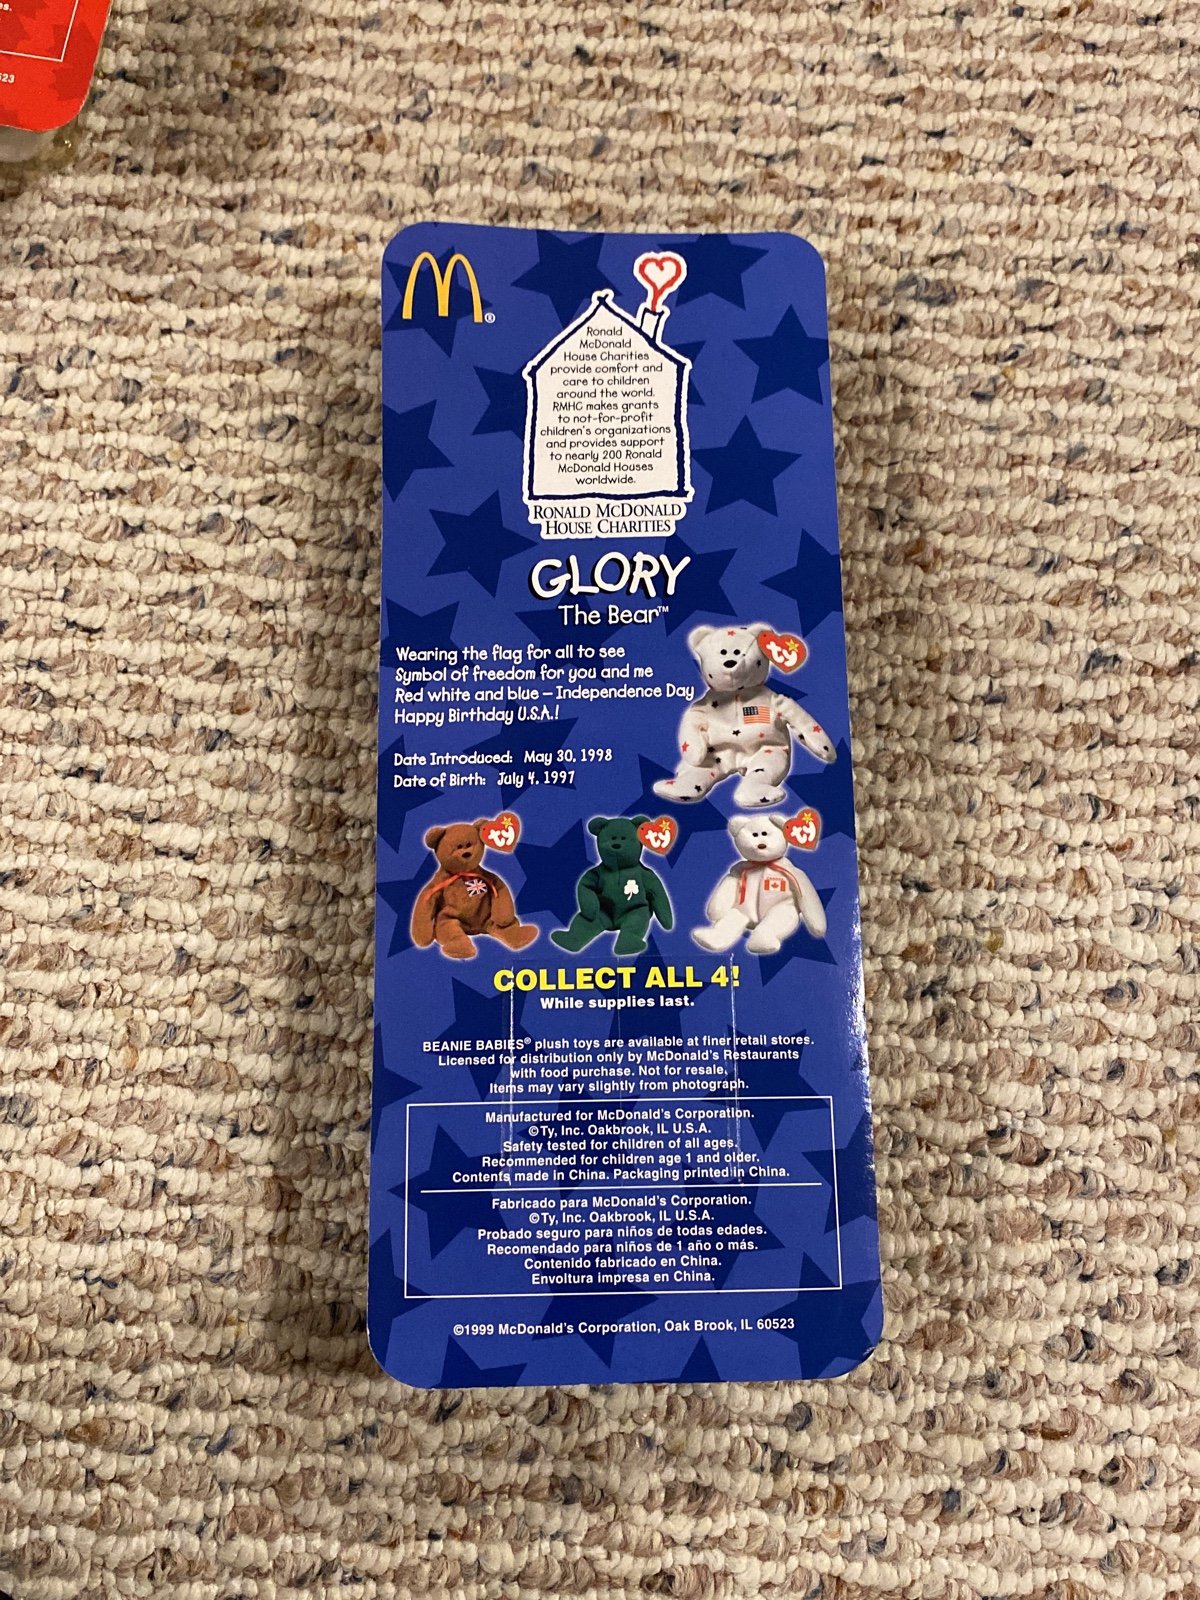 es.
523
®
Ronald
McDonald
House Charities
provide comfort and
care to children
around the world.
RMHC makes grants
to not-for-profit
children's organizations
and provides support
to nearly 200 Ronald
McDonald Houses
worldwide.
RONALD MCDONALD
HOUSE CHARITIES
GLORY
The Bear™
Wearing the flag for all to see
Symbol of freedom for you and me
Red white and blue – Independence Day
Happy Birthday U.S.A.!
Date Introduced: May 30, 1998
Date of Birth: July 4, 1997
ty
ty
ty
ty
COLLECT ALL 4!
While supplies last.
BEANIE BABIES® plush toys are available at finer retail stores.
Licensed for distribution only by McDonald's Restaurants
with food purchase. Not for resale.
Items may vary slightly from photograph.
Manufactured for McDonald's Corporation.
©Ty, Inc. Oakbrook, IL U.S.A.
Safety tested for children of all ages.
Recommended for children age 1 and older.
Contents made in China. Packaging printed in China.
Fabricado para McDonald's Corporation.
©Ty, Inc. Oakbrook, IL U.S.A.
Probado seguro para niños de todas edades.
Recomendado para niños de 1 año o más.
Contenido fabricado en China.
Envoltura impresa en China.
©1999 McDonald's Corporation, Oak Brook, IL 60523